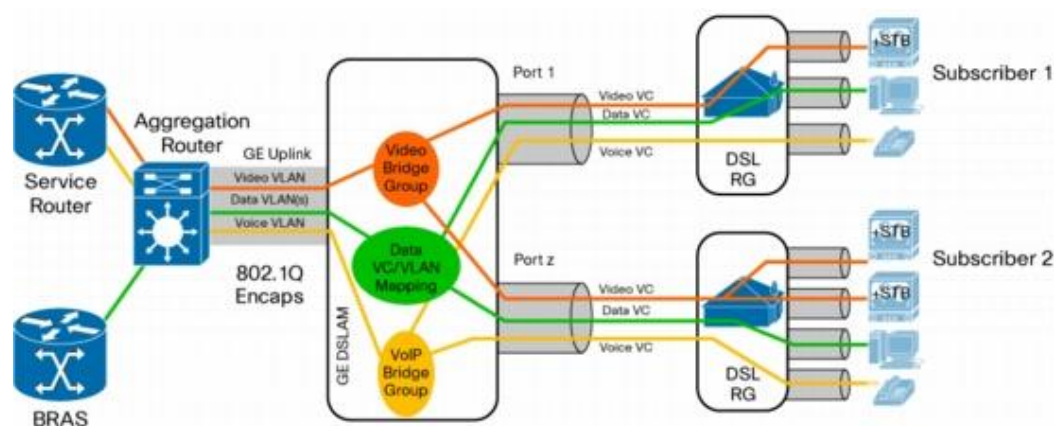 Service
Router
BRAS
Aggregation
Router
GE Uplink
Video VLAN
Data VLAN(s)
Voice VLAN
802.1Q
Encaps
GE DSLAM
Video
Bridge
Group
Data
VC/VLAN
Mapping
VoIP
Bridge
Group
Port 1
Video VC
Data VC
Voice VC
DSL
RG
+STB
Subscriber 1
Port z
Video VC
Data VC
Voice VC
DSL
RG
+STB
+STB
Subscriber 2